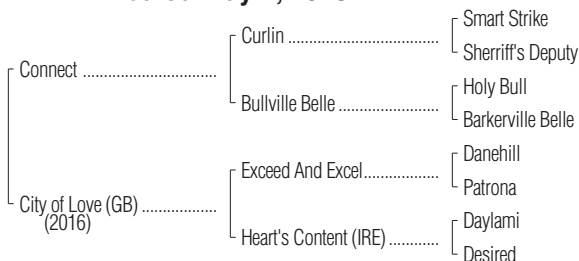 Connect
City of Love (GB)
(2016)
Curlin
Bullville Belle
Exceed And Excel
Heart's Content (IRE)
Smart Strike
Sherriff's Deputy
Holy Bull
Barkerville Belle
Danehill
Patrona
Daylami
Desired